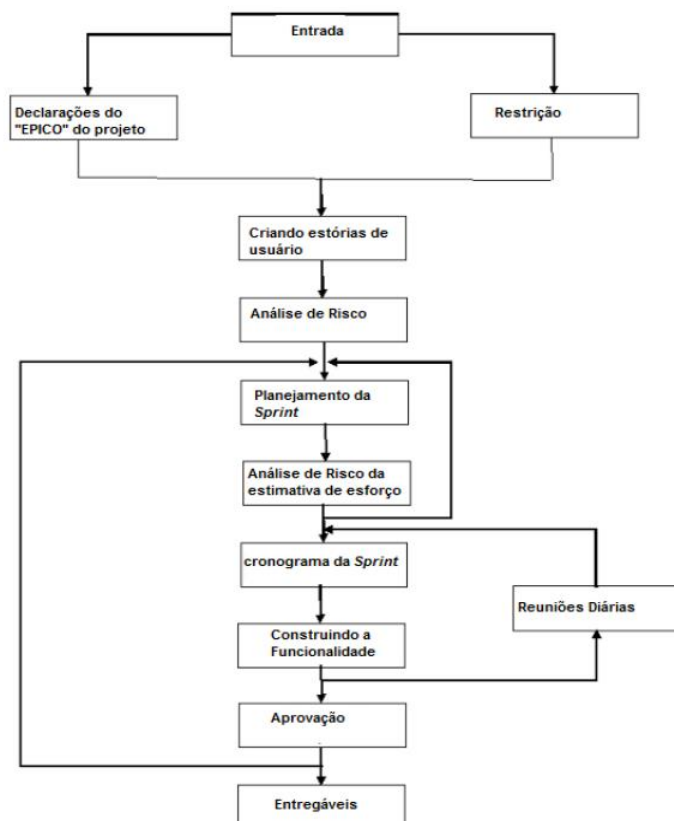 Entrada
Declarações do
"EPICO" do projeto
Restrição
Criando estórias de
usuário
Análise de Risco
Planejamento da
Sprint
Análise de Risco da
estimativa de esforço
cronograma da Sprint
Reuniões Diárias
Construindo a
Funcionalidade
Aprovação
Entregáveis